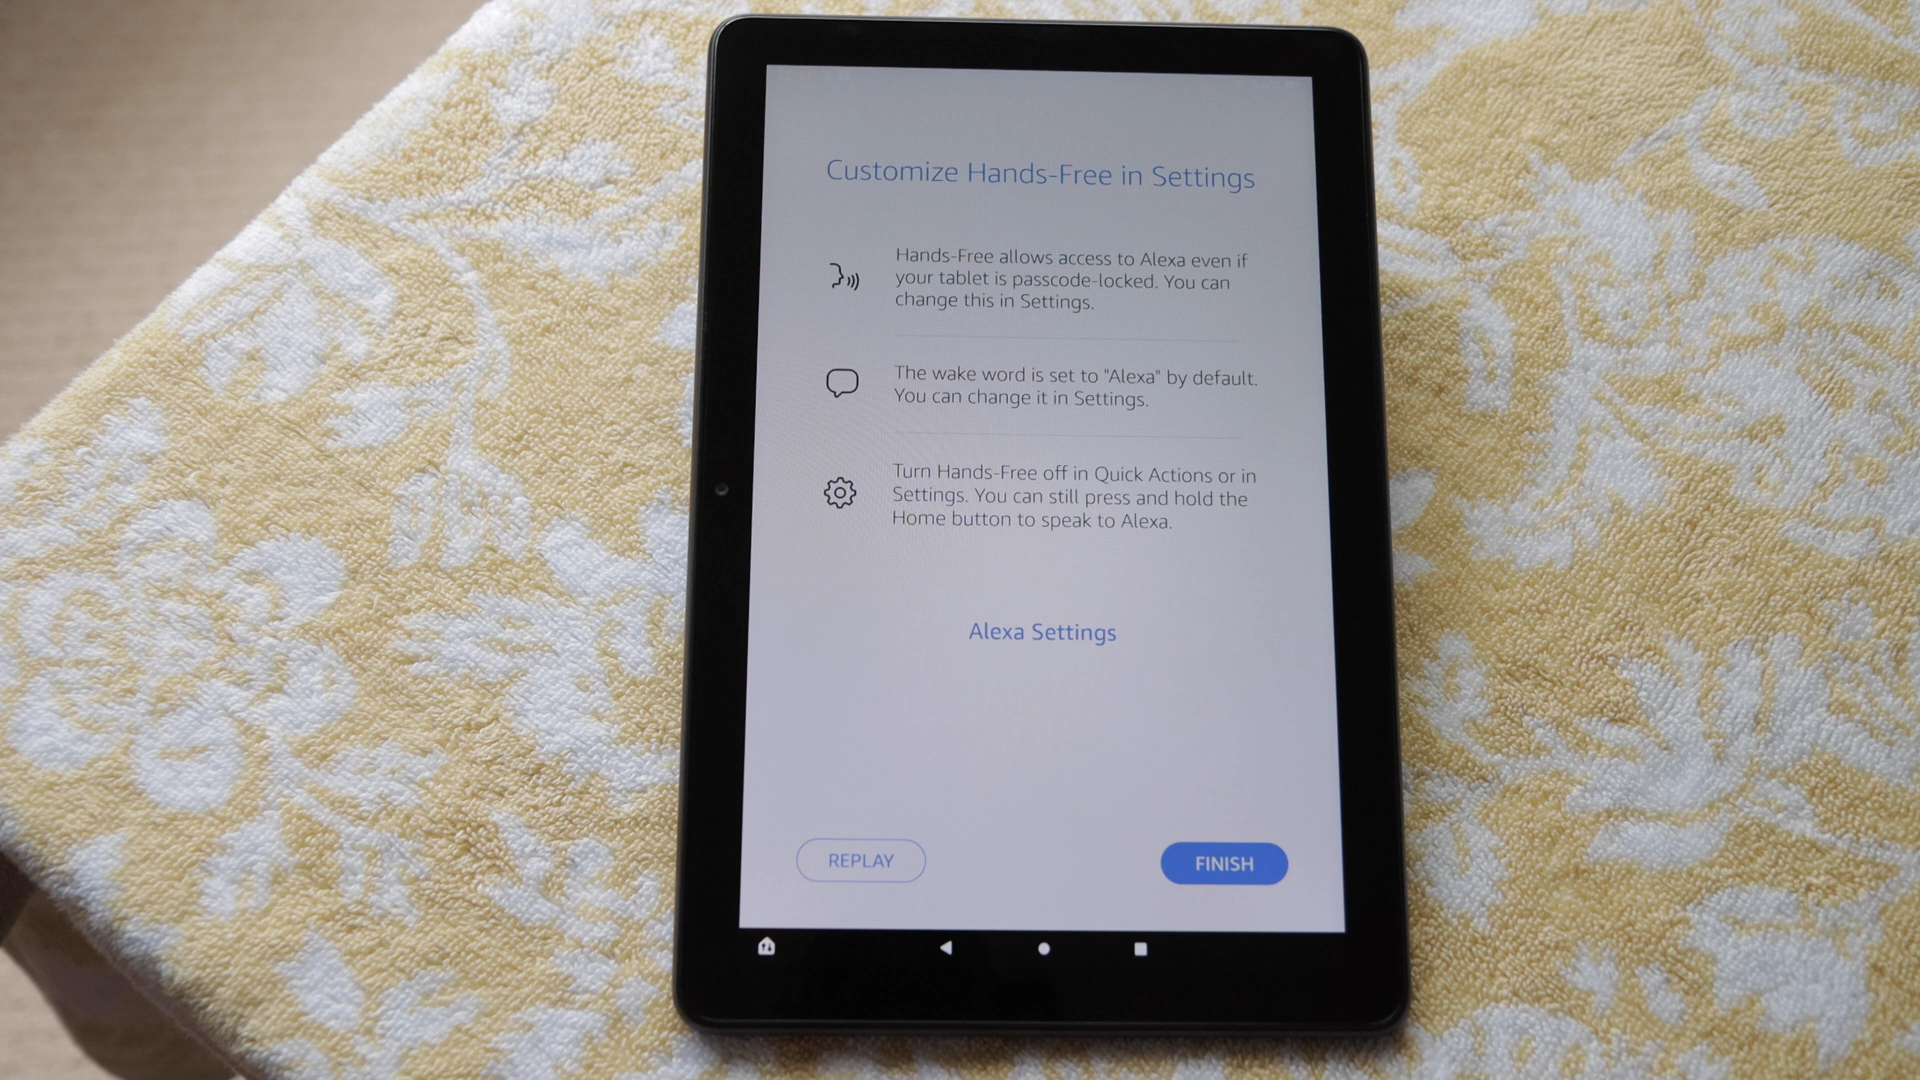 Customize Hands-Free in Settings
Hands-Free allows access to Alexa even if
your tablet is passcode-locked. You can
change this in Settings.
The wake word is set to "Alexa" by default.
You can change it in Settings.
Turn Hands-Free off in Quick Actions or in
Settings. You can still press and hold the
Home button to speak to Alexa.
Alexa Settings
REPLAY
FINISH